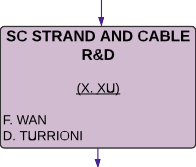 SC STRAND AND CABLE
R&D
(X. XU)
F. WAN
D. TURRIONI